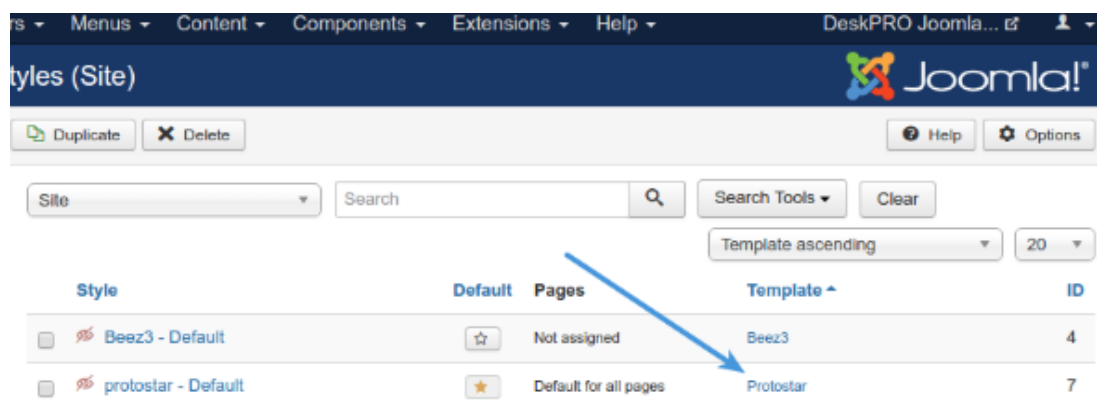 rs Menus Content Components Extensions Help DeskPRO Joomla...
tyles (Site) Joomla!®
Duplicate Delete Help Options
Site Search Search Tools Clear
Template ascending 20
Style Default Pages Template ID
Beez3 - Default Not assigned Beez3 4
protostar - Default Default for all pages Protostar 7